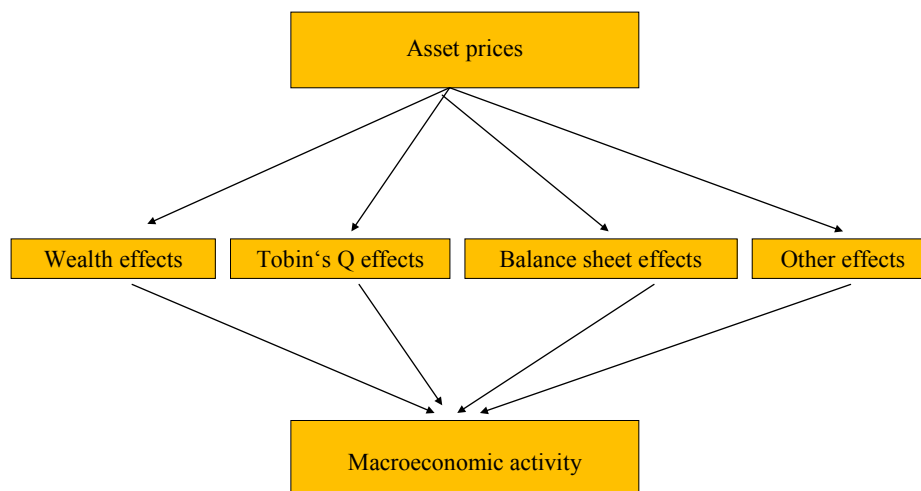 Asset prices
Wealth effects
Tobin‘s Q effects
Balance sheet effects
Other effects
Macroeconomic activity